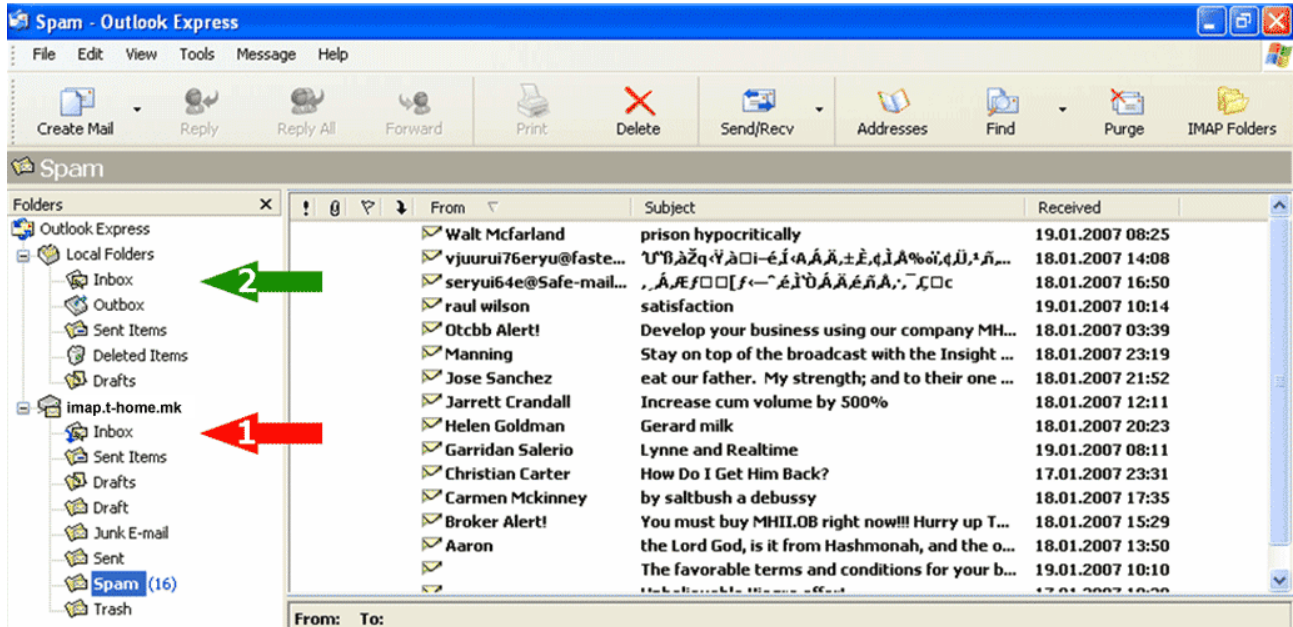 Spam - Outlook Express
File Edit View Tools Message Help
Create Mail Reply Reply All Forward Print Delete Send/Recv Addresses Find Purge IMAP Folders
Spam
Folders
Outlook Express
Local Folders
Inbox
2
Outbox
Sent Items
Deleted Items
Drafts
imap.t-home.mk
Inbox
1
Sent Items
Drafts
Draft
Junk E-mail
Sent
Spam (16)
Trash
! From Subject Received
Walt Mcfarland prison hypocritically 19.01.2007 08:25
vjuurui76eryu@faste... 18.01.2007 14:08
seryui64e@Safe-mail... 18.01.2007 16:50
raul wilson satisfaction 19.01.2007 10:14
Otcbb Alert! Develop your business using our company MH... 18.01.2007 03:39
Manning Stay on top of the broadcast with the Insight ... 18.01.2007 23:19
Jose Sanchez eat our father. My strength; and to their one ... 18.01.2007 21:52
Jarrett Crandall Increase cum volume by 500% 18.01.2007 12:11
Helen Goldman Gerard milk 18.01.2007 20:23
Garridan Salerio Lynne and Realtime 19.01.2007 08:11
Christian Carter How Do I Get Him Back? 17.01.2007 23:31
Carmen Mckinney by saltbush a debussy 18.01.2007 17:35
Broker Alert! You must buy MHII.OB right now!!! Hurry up T... 18.01.2007 15:29
Aaron the Lord God, is it from Hashmonah, and the o... 18.01.2007 13:50
The favorable terms and conditions for your b... 19.01.2007 10:10
From: To: